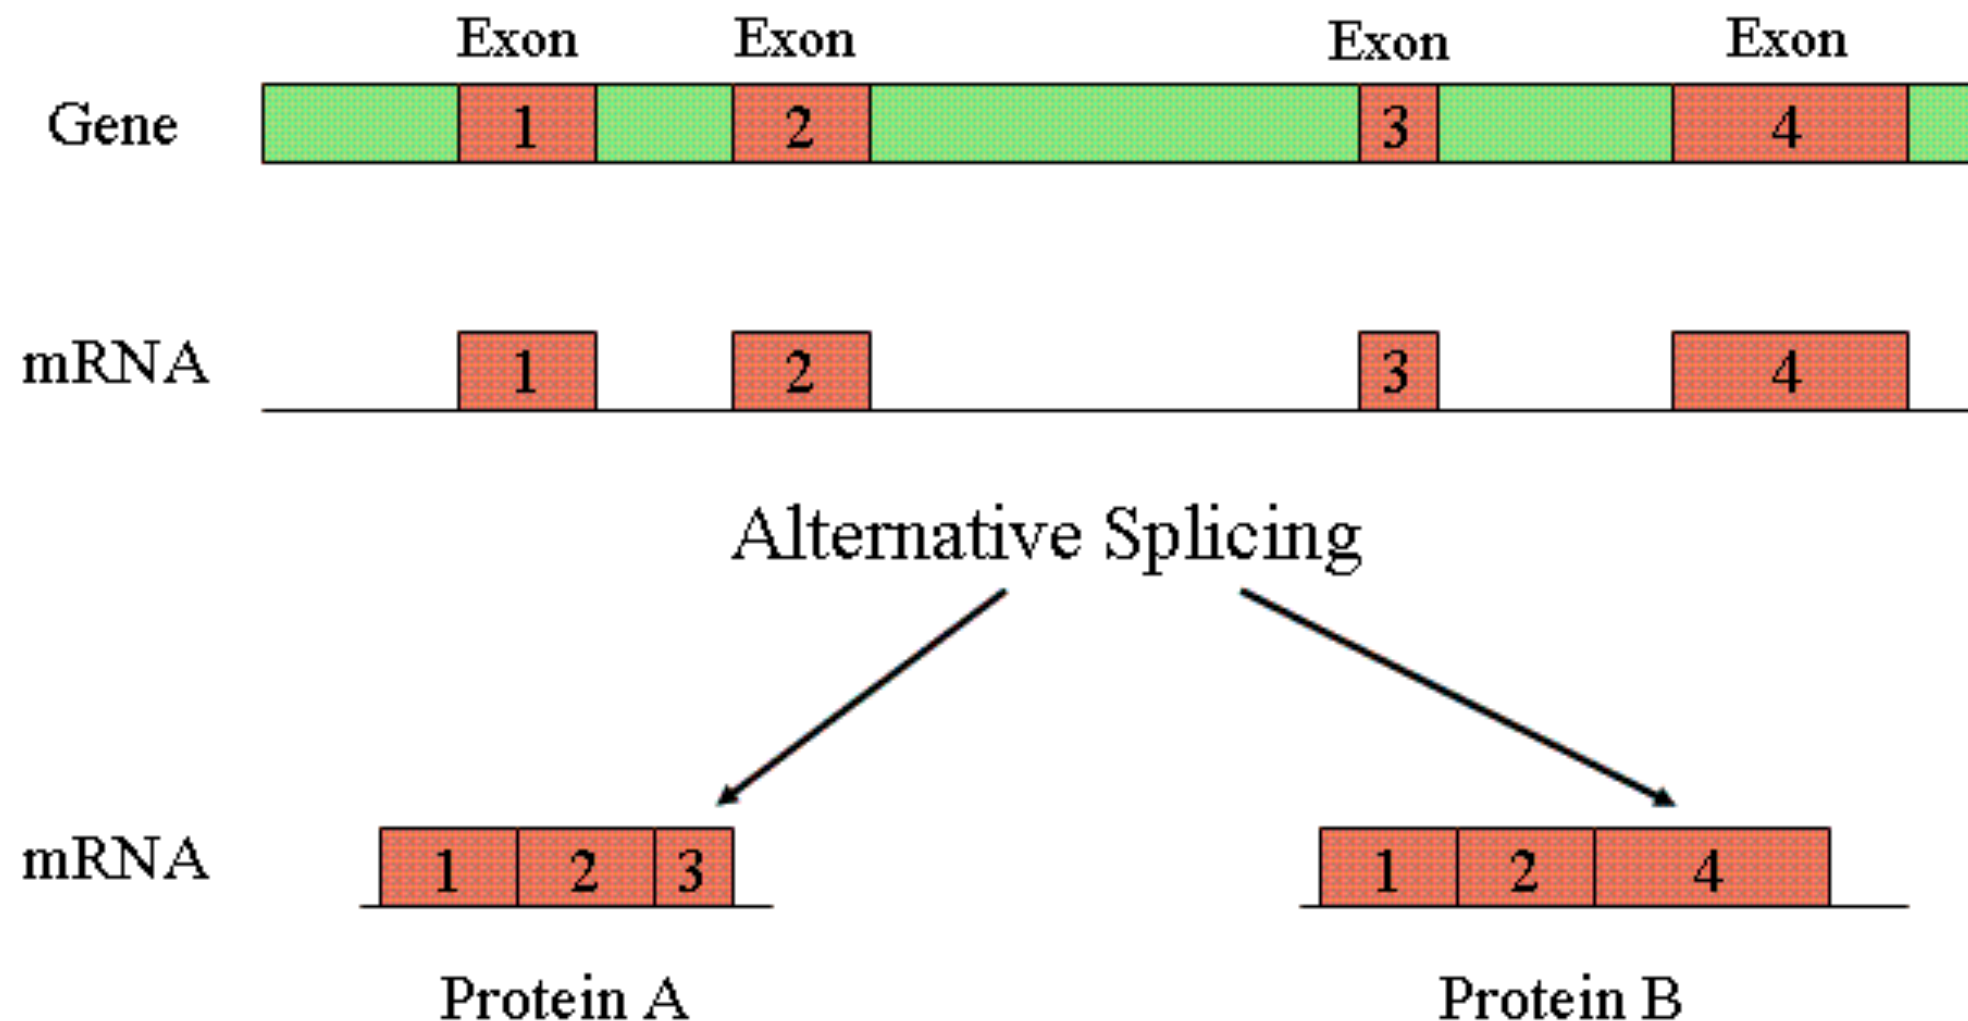 Exon Exon Exon Exon
Gene 1 2 3 4
mRNA 1 2 3 4
Alternative Splicing
mRNA 1 2 3 1 2 4
Protein A Protein B